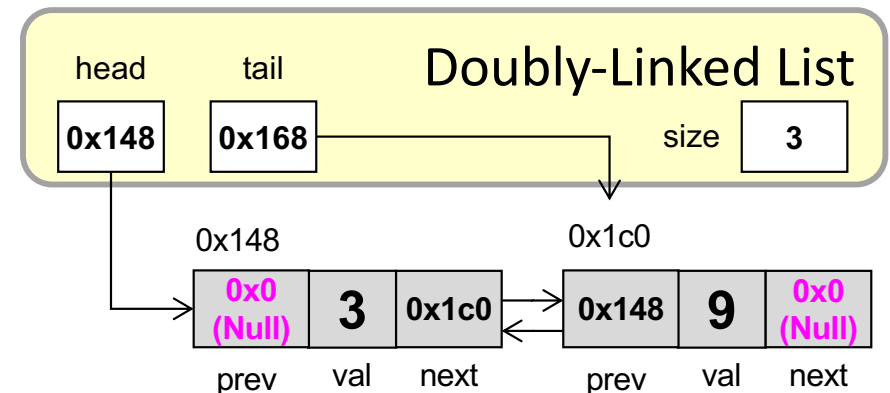 Doubly-Linked List
head tail
0x148 0x168 size 3
0x148 0x1c0
0x0 (Null) 3 0x1c0 0x148 9 0x0 (Null)
prev val next prev val next